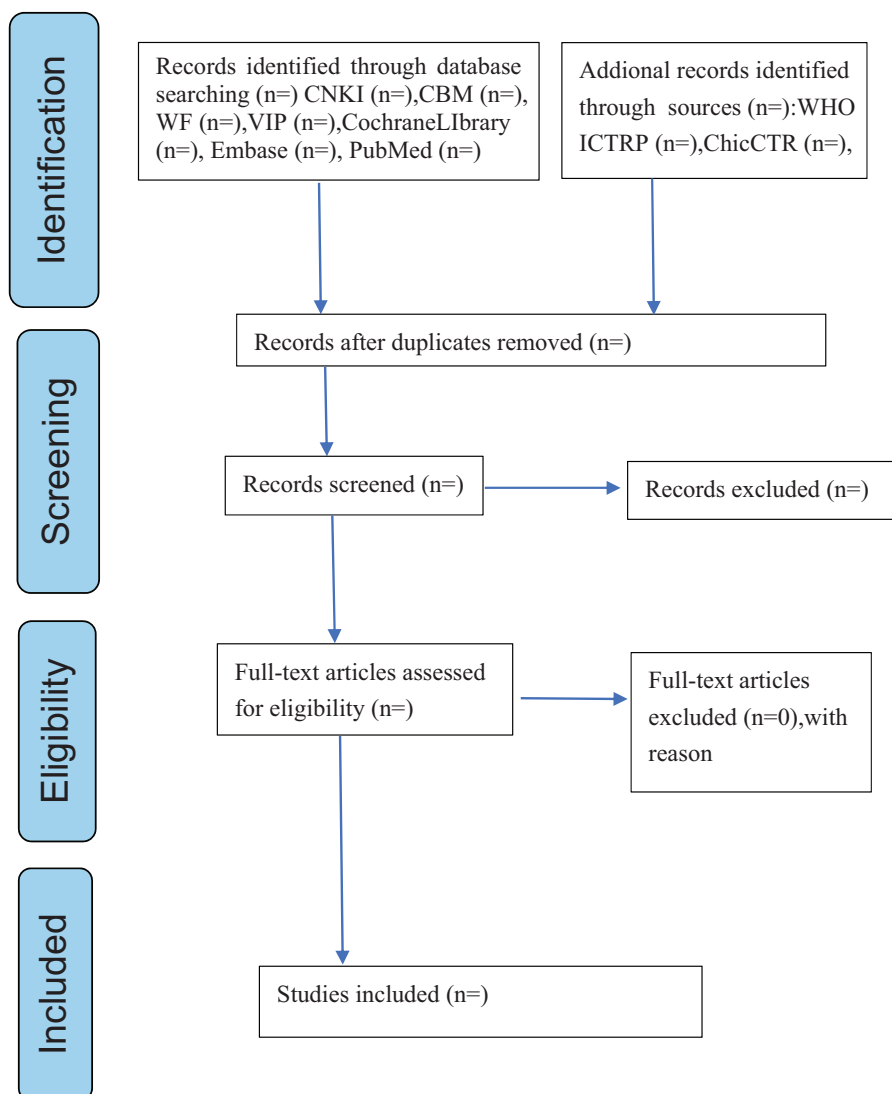 Identification
Records identified through database
searching (n=) CNKI (n=),CBM (n=),
WF (n=),VIP (n=),CochraneLIbrary
(n=), Embase (n=), PubMed (n=)
Addional records identified
through sources (n=):WHO
ICTRP (n=),ChicCTR (n=),
Records after duplicates removed (n=)
Screening
Records screened (n=)
Records excluded (n=)
Eligibility
Full-text articles assessed
for eligibility (n=)
Full-text articles
excluded (n=0),with
reason
Included
Studies included (n=)